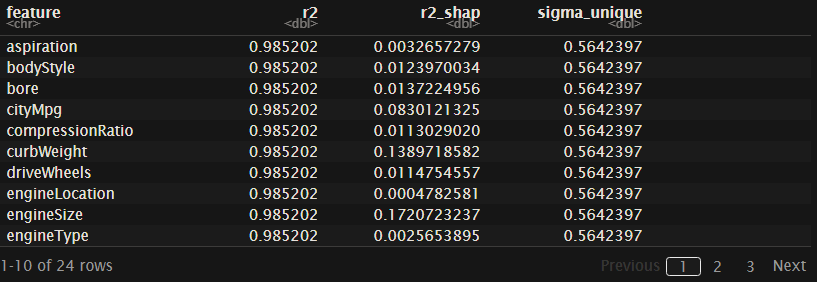 feature r2 r2_shap sigma_unique
<chr> <dbl> <dbl> <dbl>
aspiration 0.985202 0.0032657279 0.5642397
bodyStyle 0.985202 0.0123970034 0.5642397
bore 0.985202 0.0137224956 0.5642397
cityMpg 0.985202 0.0830121325 0.5642397
compressionRatio 0.985202 0.0113029020 0.5642397
curbWeight 0.985202 0.1389718582 0.5642397
driveWheels 0.985202 0.0114754557 0.5642397
engineLocation 0.985202 0.0004782581 0.5642397
engineSize 0.985202 0.1720723237 0.5642397
engineType 0.985202 0.0025653895 0.5642397
1-10 of 24 rows Previous 1 2 3 Next